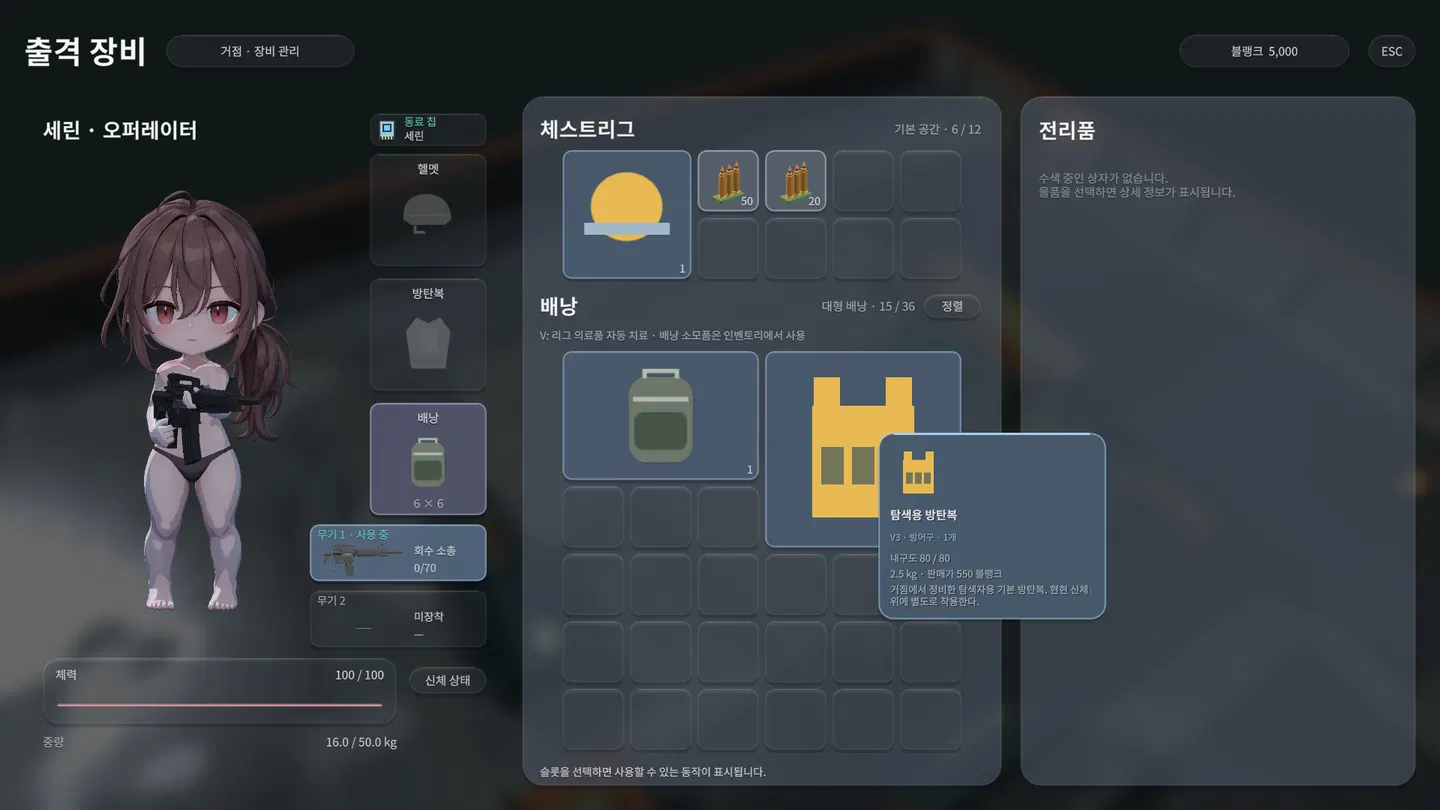 출격 장비
거점 · 장비 관리
블랭크 5,000
ESC
세린 · 오퍼레이터
동료 칩
세린
헬멧
방탄복
배낭
6 × 6
무기 1 · 사용 중
회수 소총
0/70
무기 2
미장착
—
—
체력
100 / 100
신체 상태
중량
16.0 / 50.0 kg
체스트리그
기본 공간 · 6 / 12
1
50
20
배낭
대형 배낭 · 15 / 36
정렬
V: 리그 의료품 자동 치료 · 배낭 소모품은 인벤토리에서 사용
1
탐색용 방탄복
V3 · 방어구 · 1개
내구도 80 / 80
2.5 kg · 판매가 550 블랭크
거점에서 정비한 탐색자용 기본 방탄복. 현현 신체
위에 별도로 착용한다.
슬롯을 선택하면 사용할 수 있는 동작이 표시됩니다.
전리품
수색 중인 상자가 없습니다.
물품을 선택하면 상세 정보가 표시됩니다.